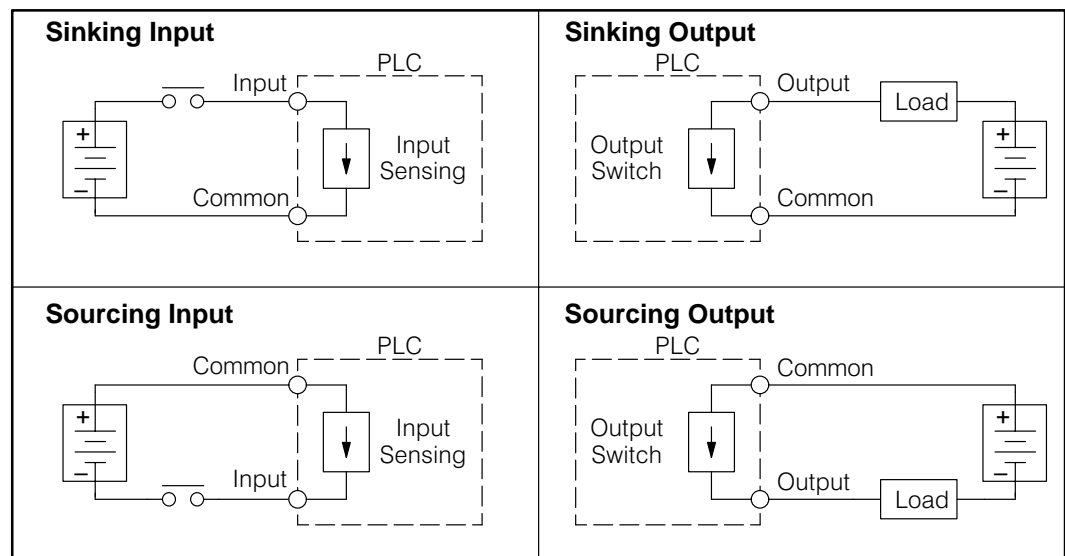 Sinking Input
PLC
Input
+
–
Input
Sensing
Common
Sinking Output
PLC
Output
Load
Output
Switch
+
–
Common
Sourcing Input
PLC
Common
+
–
Input
Sensing
Input
Sourcing Output
PLC
Common
Output
Switch
+
–
Output
Load